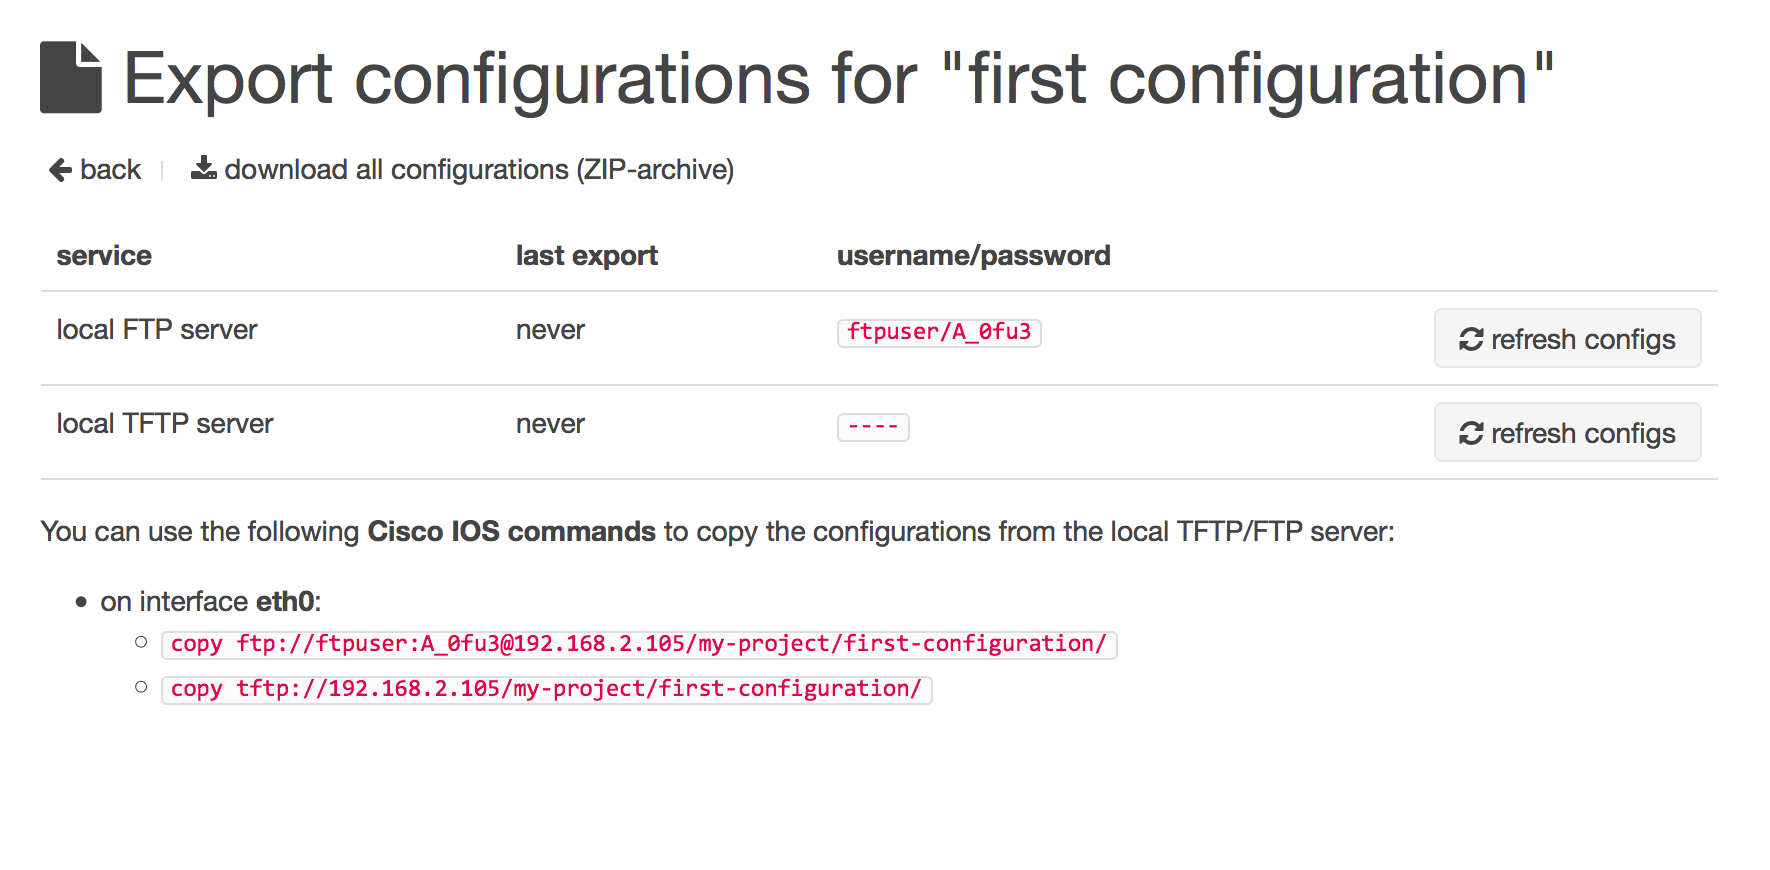 Export configurations for "first configuration"
back download all configurations (ZIP-archive)
service last export username/password
local FTP server never ftpuser/A_0fu3 refresh configs
local TFTP server never ---- refresh configs
You can use the following Cisco IOS commands to copy the configurations from the local TFTP/FTP server:
on interface eth0:
copy ftp://ftpuser:A_0fu3@192.168.2.105/my-project/first-configuration/
copy tftp://192.168.2.105/my-project/first-configuration/